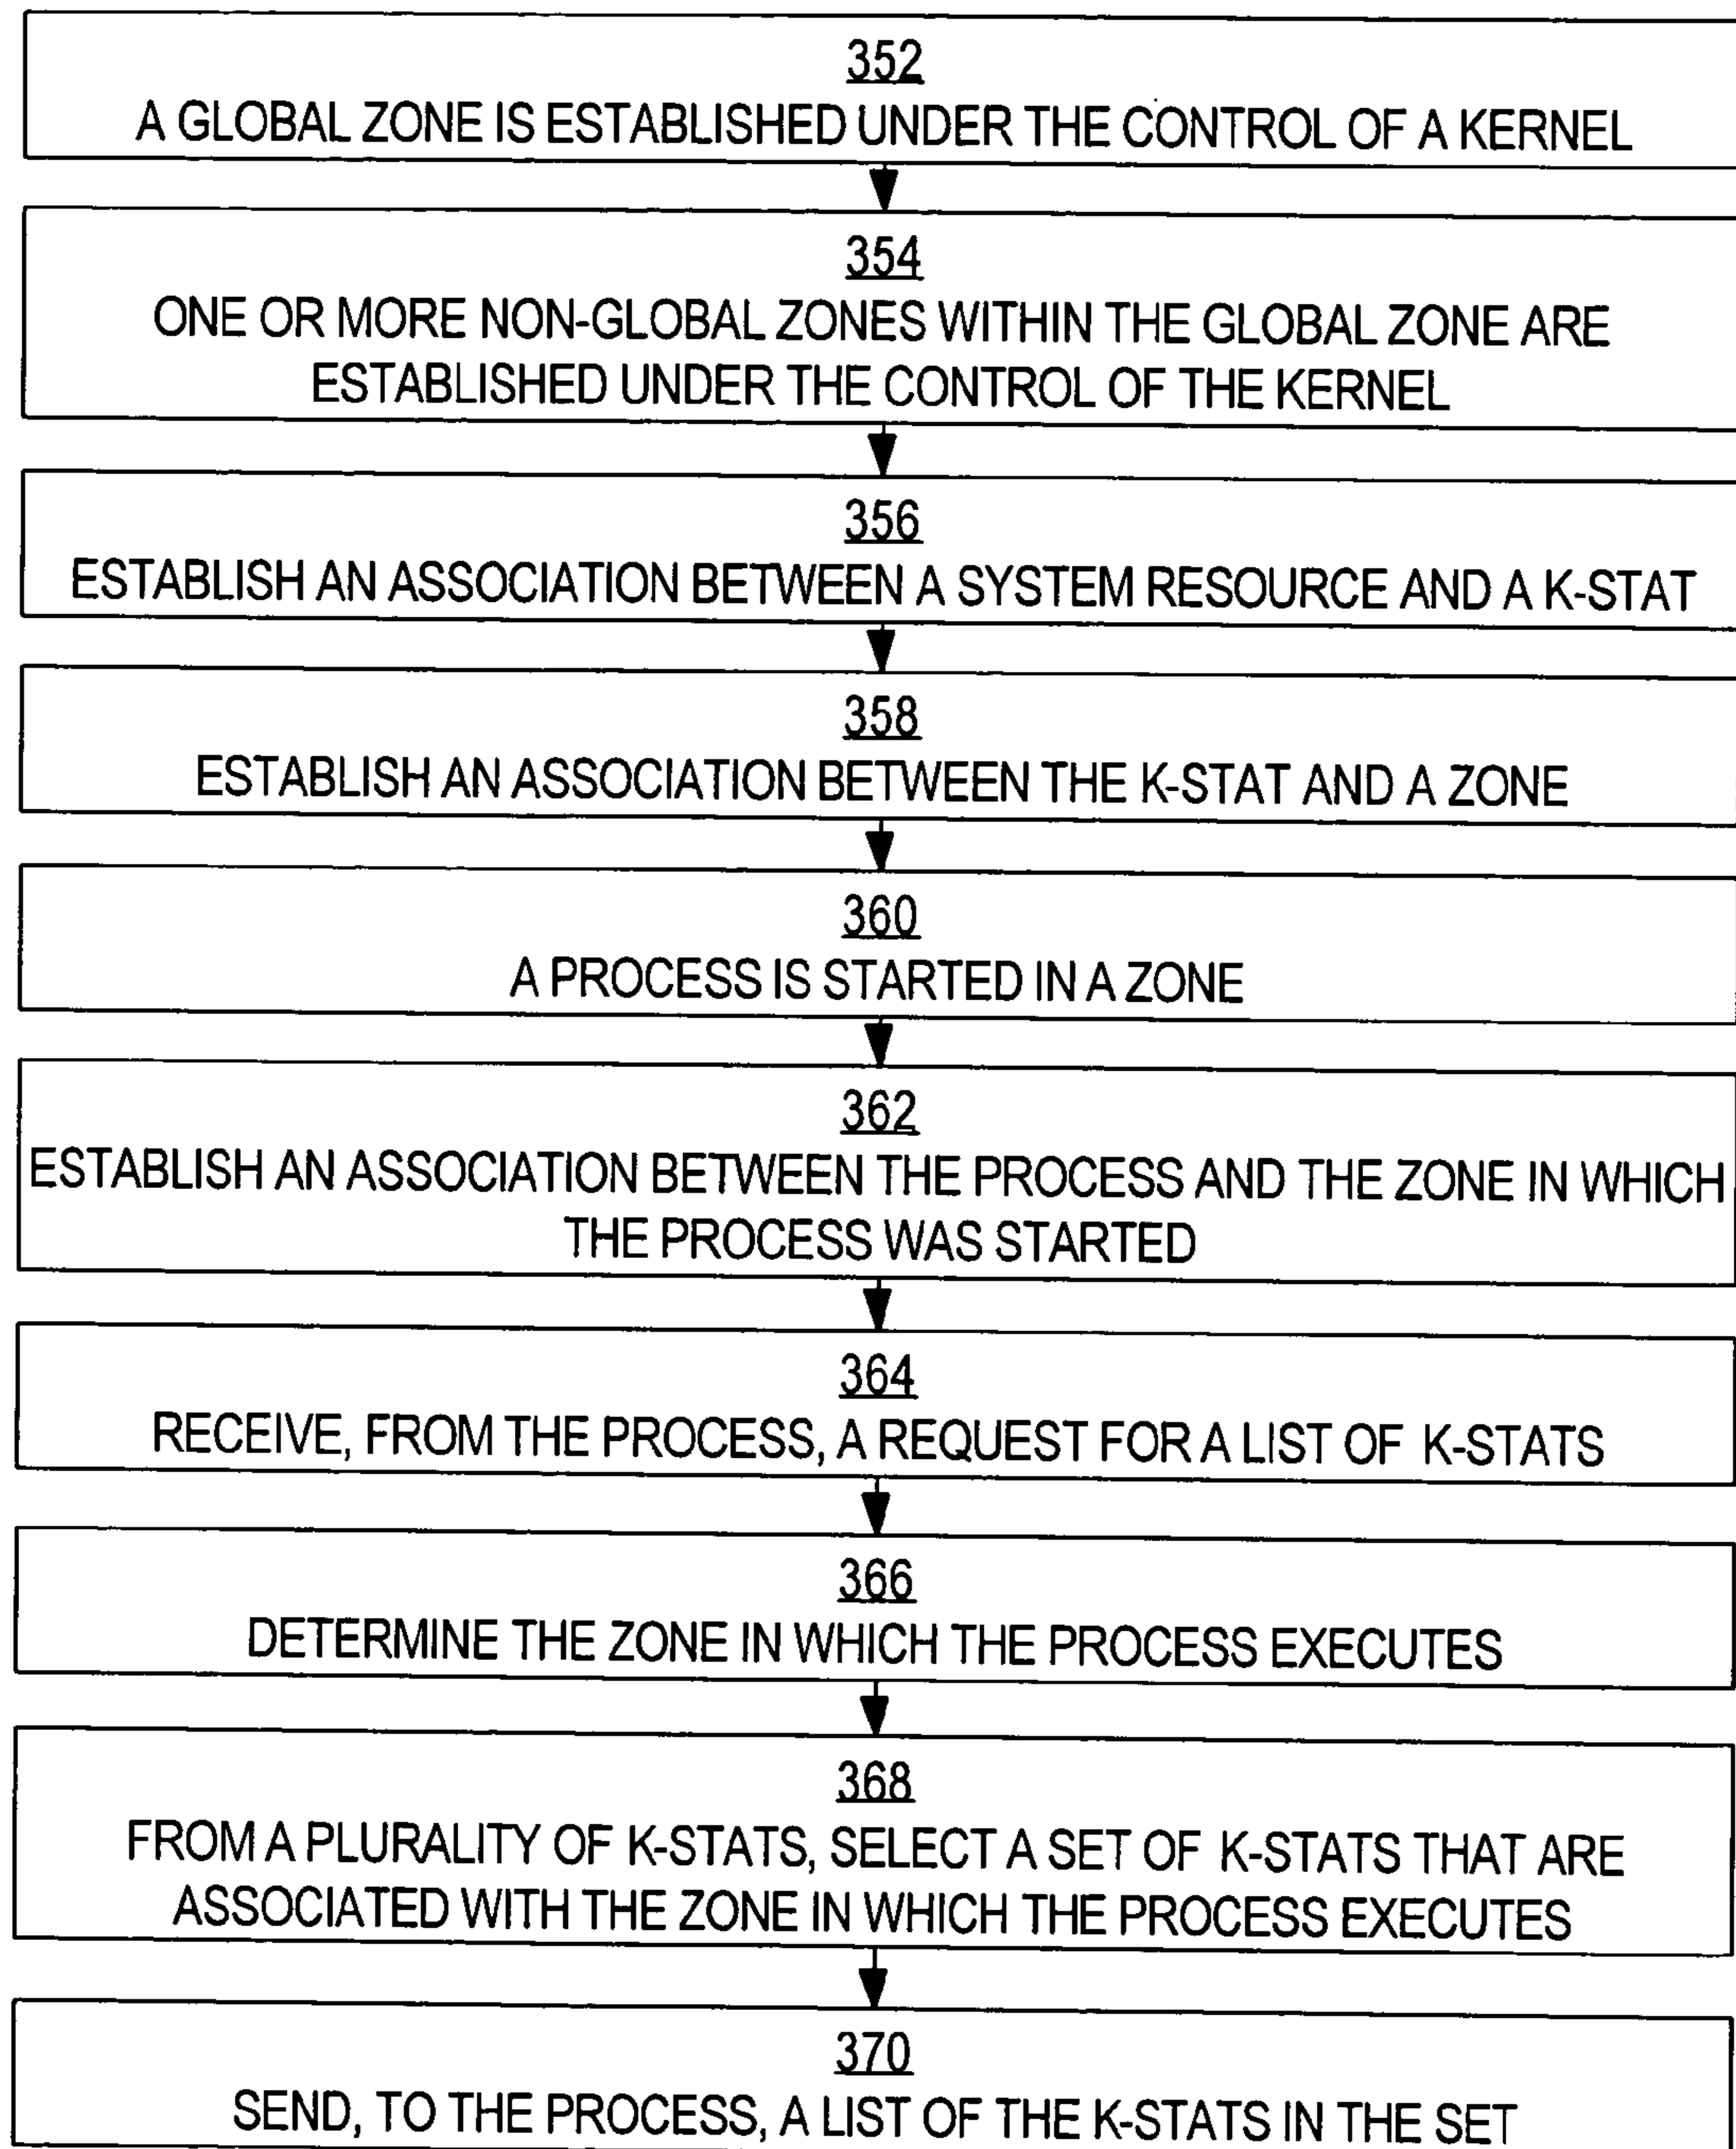 352
A GLOBAL ZONE IS ESTABLISHED UNDER THE CONTROL OF A KERNEL
354
ONE OR MORE NON-GLOBAL ZONES WITHIN THE GLOBAL ZONE ARE
ESTABLISHED UNDER THE CONTROL OF THE KERNEL
356
ESTABLISH AN ASSOCIATION BETWEEN A SYSTEM RESOURCE AND A K-STAT
358
ESTABLISH AN ASSOCIATION BETWEEN THE K-STAT AND A ZONE
360
A PROCESS IS STARTED IN A ZONE
362
ESTABLISH AN ASSOCIATION BETWEEN THE PROCESS AND THE ZONE IN WHICH
THE PROCESS WAS STARTED
364
RECEIVE, FROM THE PROCESS, A REQUEST FOR A LIST OF K-STATS
366
DETERMINE THE ZONE IN WHICH THE PROCESS EXECUTES
368
FROM A PLURALITY OF K-STATS, SELECT A SET OF K-STATS THAT ARE
ASSOCIATED WITH THE ZONE IN WHICH THE PROCESS EXECUTES
370
SEND, TO THE PROCESS, A LIST OF THE K-STATS IN THE SET